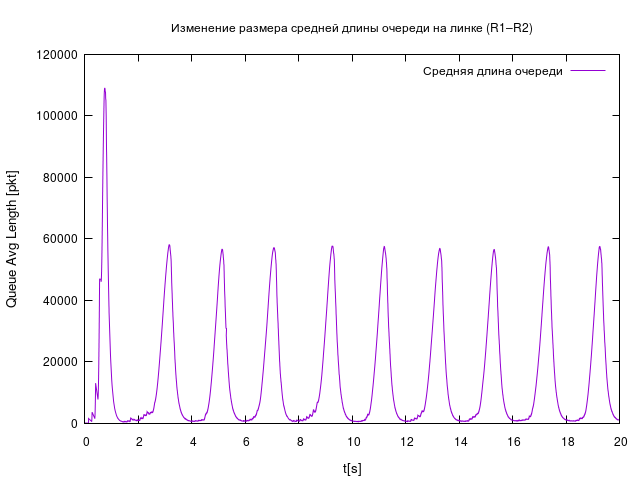 Изменение размера средней длины очереди на линке (R1–R2)
Средняя длина очереди
Queue Avg Length [pkt]
120000
100000
80000
60000
40000
20000
0
0 2 4 6 8 10 12 14 16 18 20
t[s]